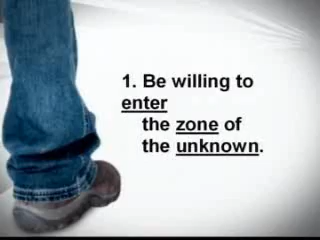 1. Be willing to
enter
the zone of
the unknown.